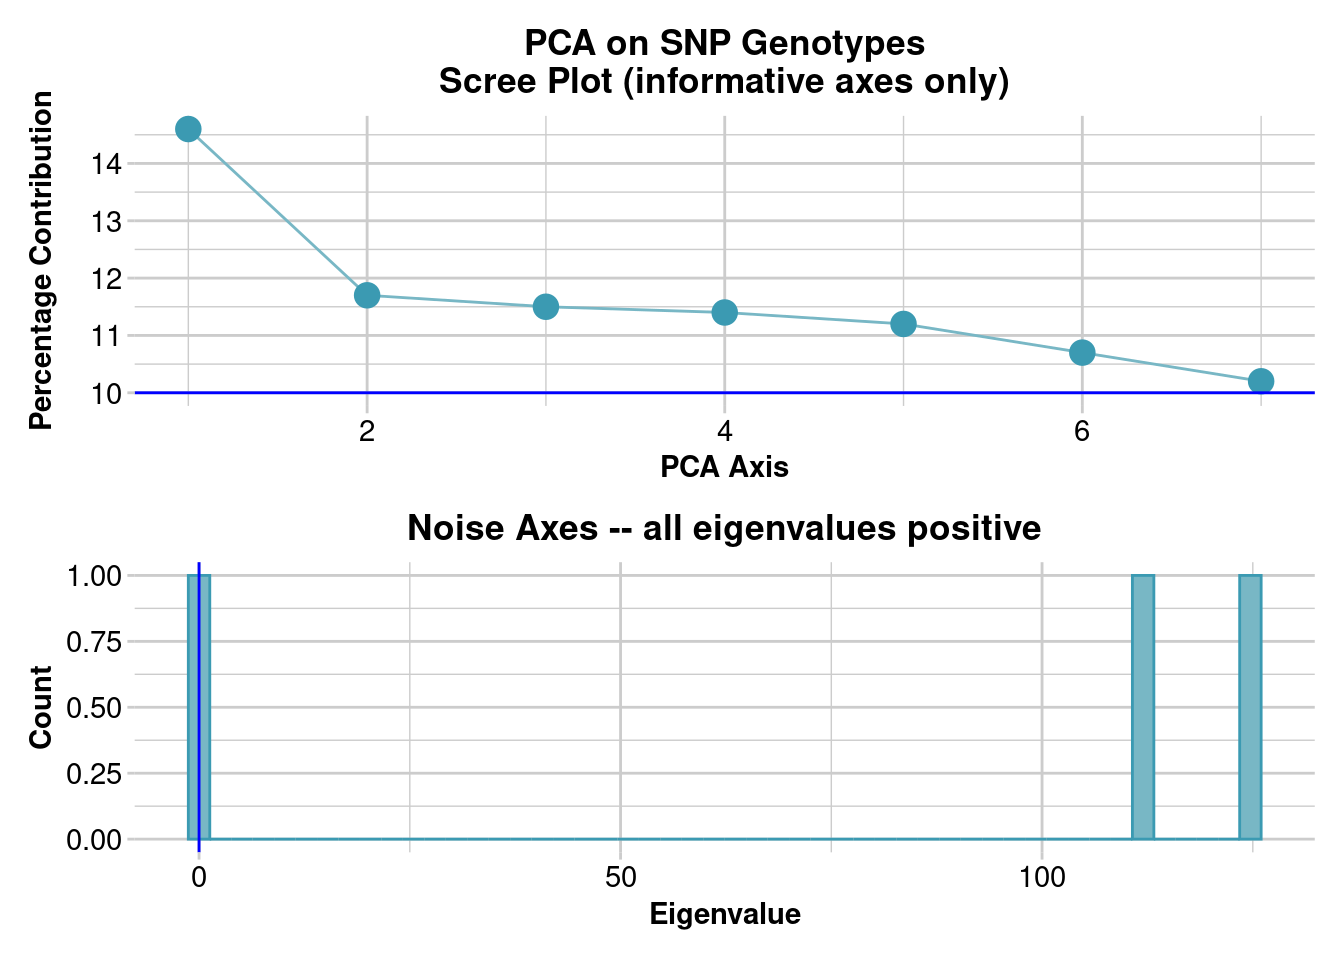 PCA on SNP Genotypes
Scree Plot (informative axes only)
Percentage Contribution
14
13
12
11
10
2 4 6
PCA Axis
Noise Axes -- all eigenvalues positive
Count
1.00
0.75
0.50
0.25
0.00
0 50 100
Eigenvalue